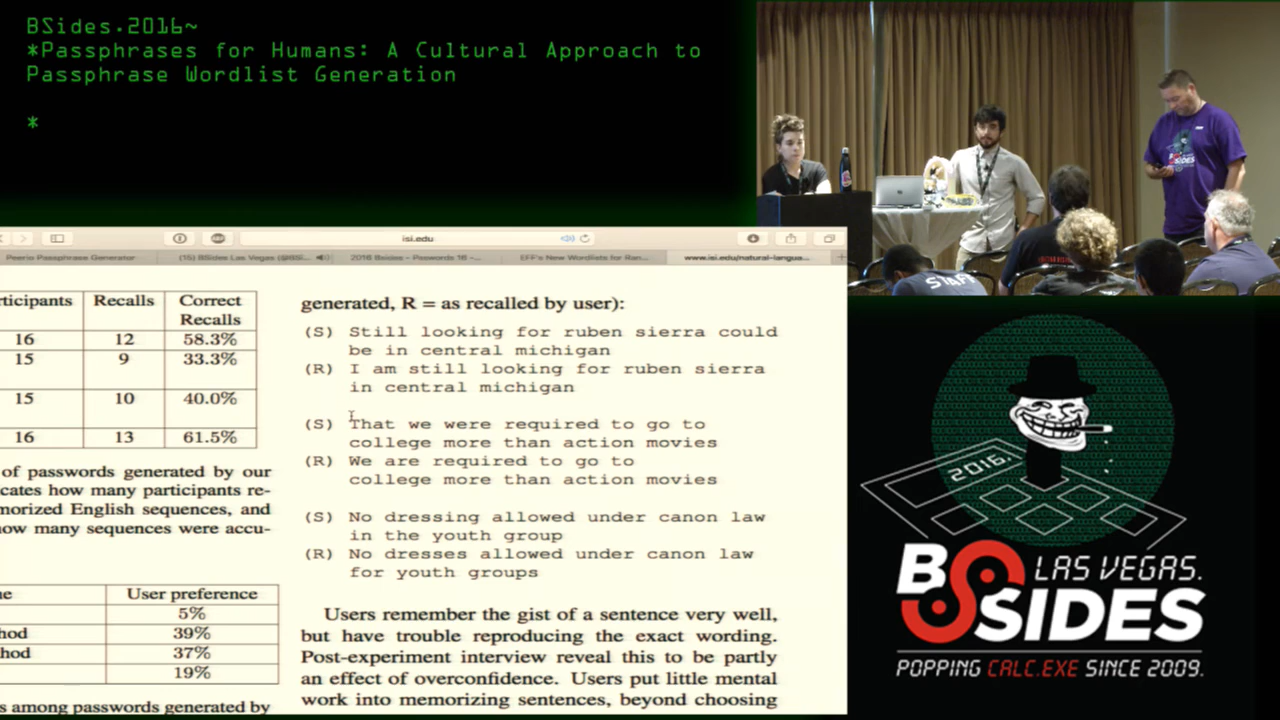 BSides.2016~
*Passphrases for Humans: A Cultural Approach to
Passphrase Wordlist Generation
*
BSIDES
STAFF
isi.edu
Peerio Passphrase Generator
(15) BSides Las Vegas (@BSi...
2016 Bsides - Passwords 16 -...
EFF's New Wordlists for Ran...
www.isi.edu/natural-langua...
rticipants Recalls Correct
Recalls
16 12 58.3%
15 9 33.3%
15 10 40.0%
16 13 61.5%
of passwords generated by our
cates how many participants re-
morized English sequences, and
how many sequences were accu-
ne User preference
5%
hod 39%
hod 37%
19%
s among passwords generated by
generated, R = as recalled by user):
(S) Still looking for ruben sierra could
be in central michigan
(R) I am still looking for ruben sierra
in central michigan
(S) That we were required to go to
college more than action movies
(R) We are required to go to
college more than action movies
(S) No dressing allowed under canon law
in the youth group
(R) No dresses allowed under canon law
for youth groups
Users remember the gist of a sentence very well,
but have trouble reproducing the exact wording.
Post-experiment interview reveal this to be partly
an effect of overconfidence. Users put little mental
work into memorizing sentences, beyond choosing
2016.
BSIDES
LAS VEGAS.
POPPING CALC.EXE SINCE 2009.